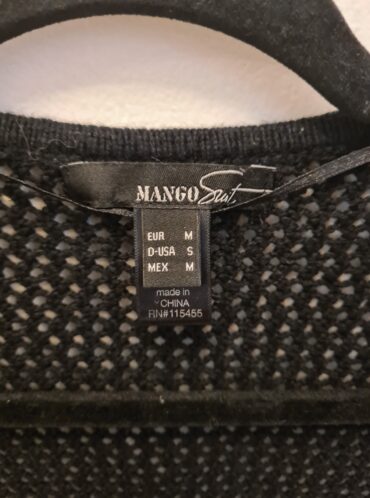 MANGO Suit.
EUR M
D-USA S
MEX M
made in
CHINA
RN#115455